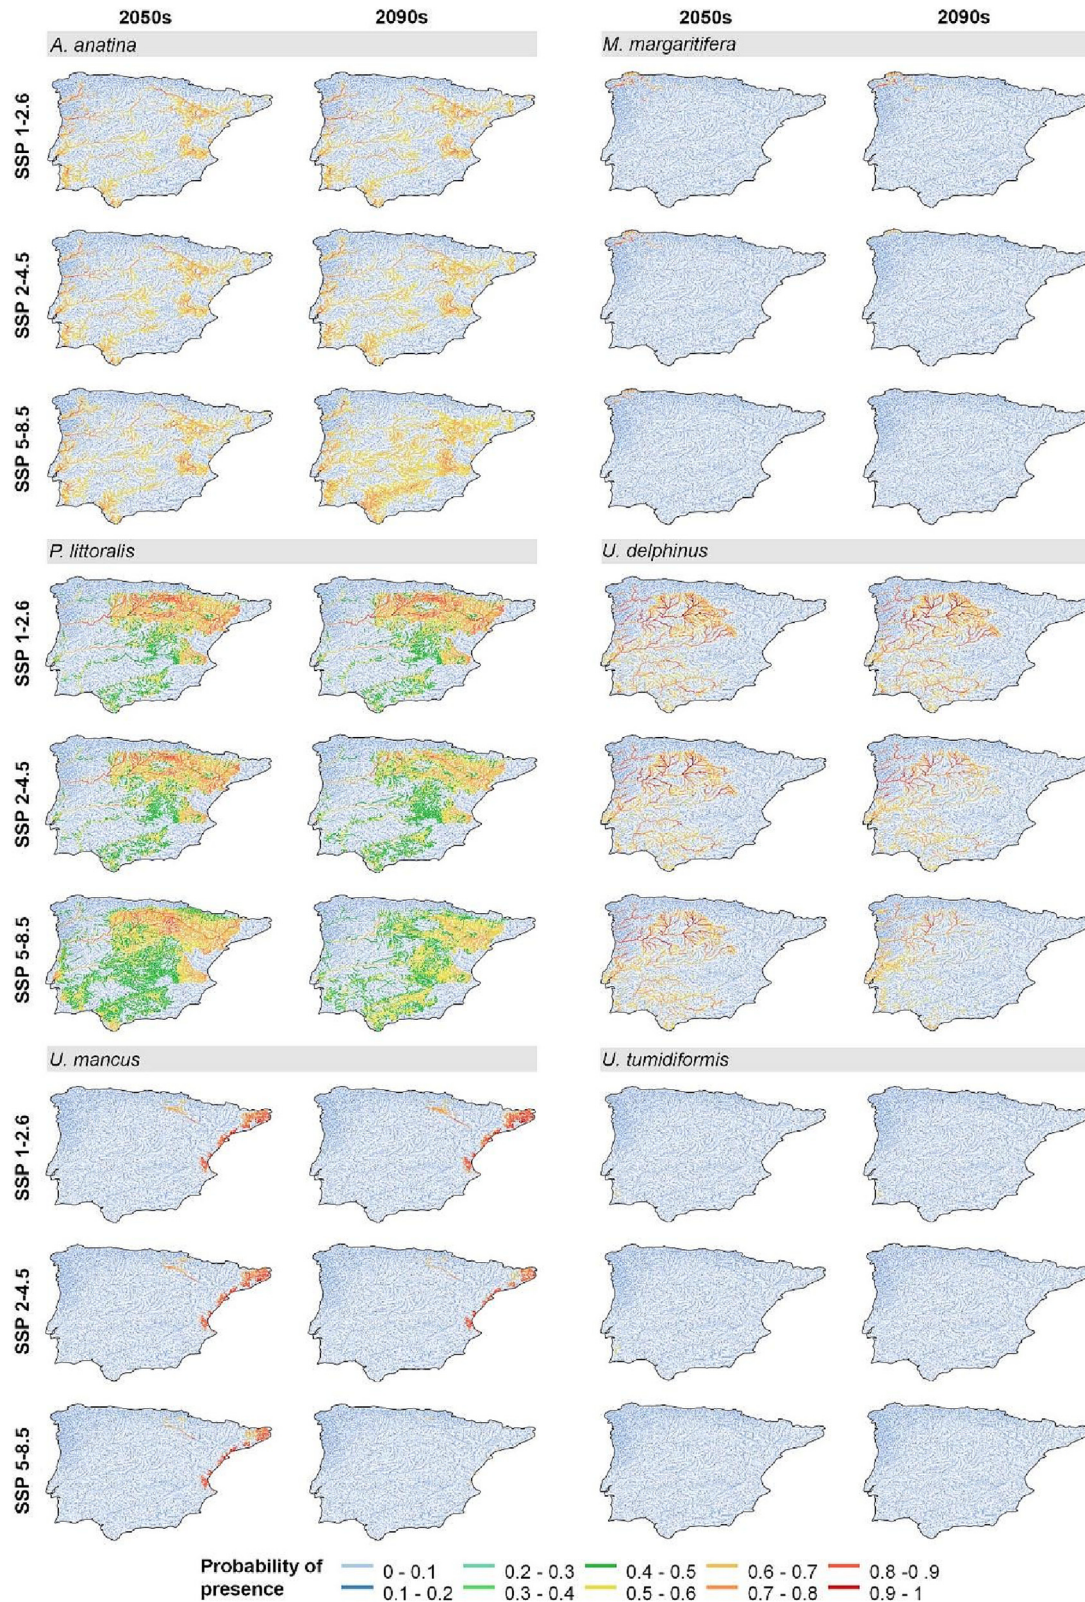 2050s 2090s 2050s 2090s
A. anatina M. margaritifera
SSP 1-2.6
SSP 2-4.5
SSP 5-8.5
P. littoralis U. delphinus
SSP 1-2.6
SSP 2-4.5
SSP 5-8.5
U. mancus U. tumidiformis
SSP 1-2.6
SSP 2-4.5
SSP 5-8.5
Probability of presence
0 - 0.1 0.2 - 0.3 0.4 - 0.5 0.6 - 0.7 0.8 -0 .9
0.1 - 0.2 0.3 - 0.4 0.5 - 0.6 0.7 - 0.8 0.9 - 1